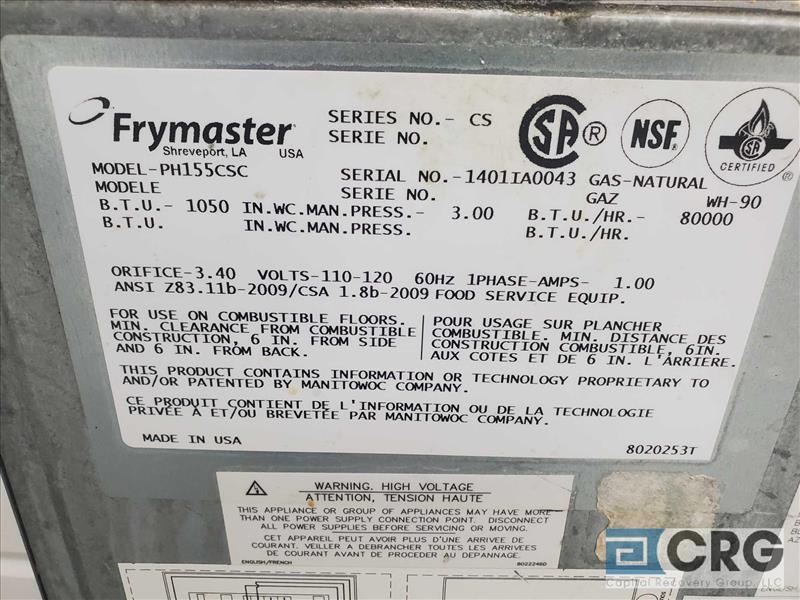 Frymaster
Shreveport, LA USA
SERIES NO.- CS
SERIE NO.
SA ®
NSF®
SA
CERTIFIED ®
MODEL-PH155CSC SERIAL NO.-1401IA0043 GAS-NATURAL
MODELE SERIE NO. GAZ WH-90
B.T.U.- 1050 IN.WC.MAN.PRESS.- 3.00 B.T.U./HR.- 80000
B.T.U. IN.WC.MAN.PRESS. B.T.U./HR.
ORIFICE-3.40 VOLTS-110-120 60HZ 1PHASE-AMPS- 1.00
ANSI Z83.11b-2009/CSA 1.8b-2009 FOOD SERVICE EQUIP.
FOR USE ON COMBUSTIBLE FLOORS.
MIN. CLEARANCE FROM COMBUSTIBLE
CONSTRUCTION, 6 IN. FROM SIDE
AND 6 IN. FROM BACK.
POUR USAGE SUR PLANCHER
COMBUSTIBLE. MIN. DISTANCE DES
CONSTRUCTION COMBUSTIBLE, 6IN.
AUX COTES ET DE 6 IN. L'ARRIERE.
THIS PRODUCT CONTAINS INFORMATION OR TECHNOLOGY PROPRIETARY TO
AND/OR PATENTED BY MANITOWOC COMPANY.
CE PRODUIT CONTIENT DE L'INFORMATION OU DE LA TECHNOLOGIE
PRIVÉE À ET/OU BREVETÉE PAR MANITOWOC COMPANY.
MADE IN USA 8020253T
WARNING. HIGH VOLTAGE
ATTENTION, TENSION HAUTE
THIS APPLIANCE OR GROUP OF APPLIANCES MAY HAVE MORE
THAN ONE POWER SUPPLY CONNECTION POINT. DISCONNECT
ALL POWER SUPPLIES BEFORE SERVICING OR MOVING.
CET APPAREIL PEUT AVOIR PLUS D'UNE ARRIVEE DE
COURANT. VEILLER A DEBRANCHER TOUTES LES ARRIVEES
DE COURANT AVANT DE PROCEDER AU DEPANNAGE.
ENGLISH/FRENCH 8022246D
CRG
Capital Recovery Group, LLC